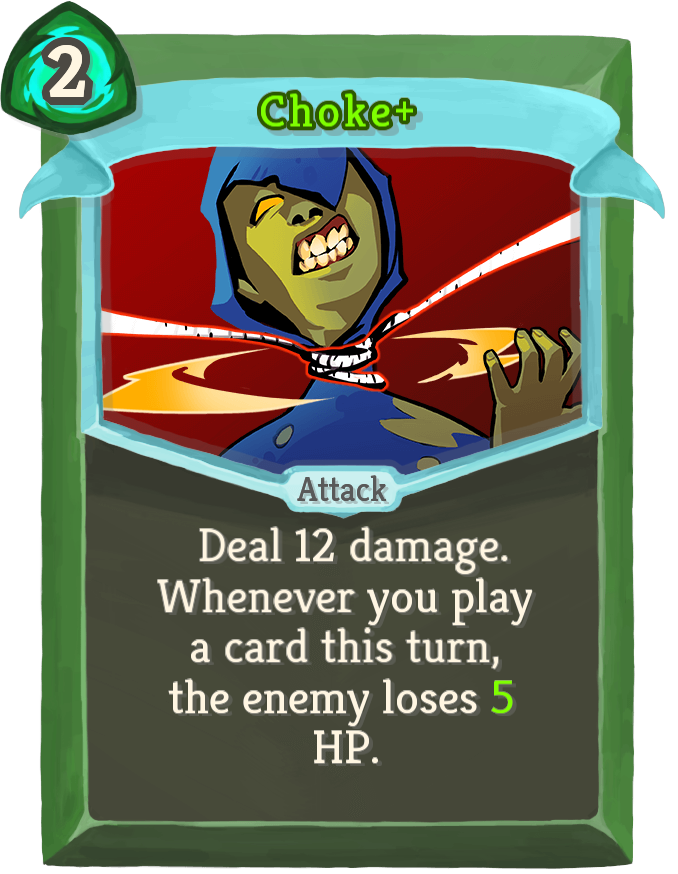 2
Choke+
Attack
Deal 12 damage.
Whenever you play
a card this turn,
the enemy loses 5
HP.